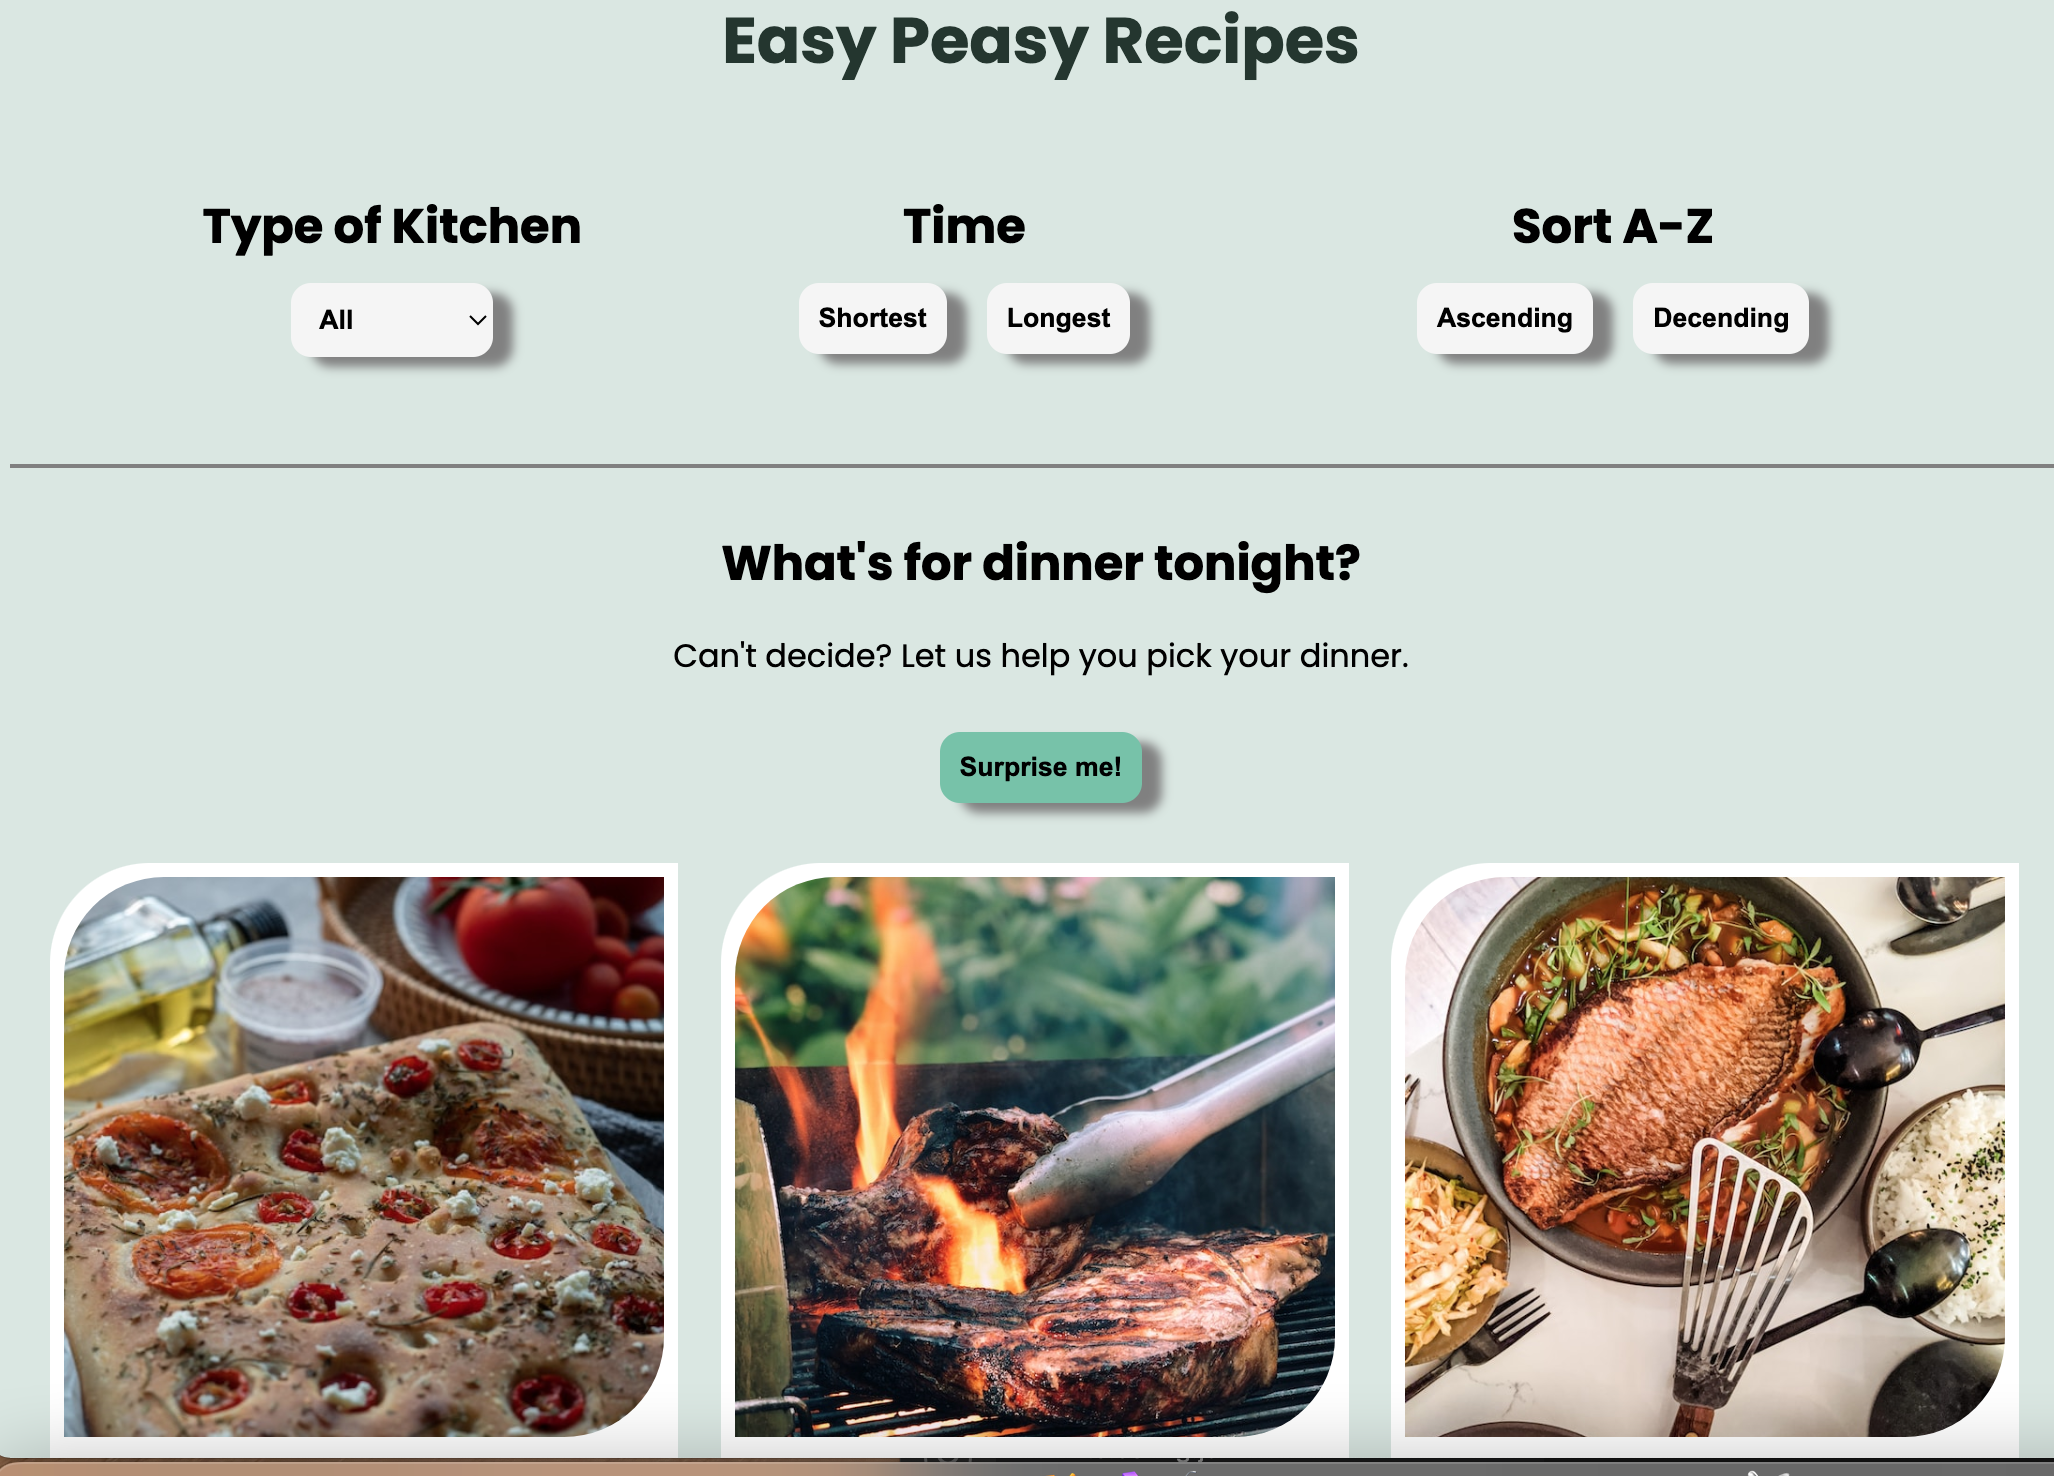 Easy Peasy Recipes
Type of Kitchen
Time
Sort A-Z
All
Shortest
Longest
Ascending
Decending
What's for dinner tonight?
Can't decide? Let us help you pick your dinner.
Surprise me!